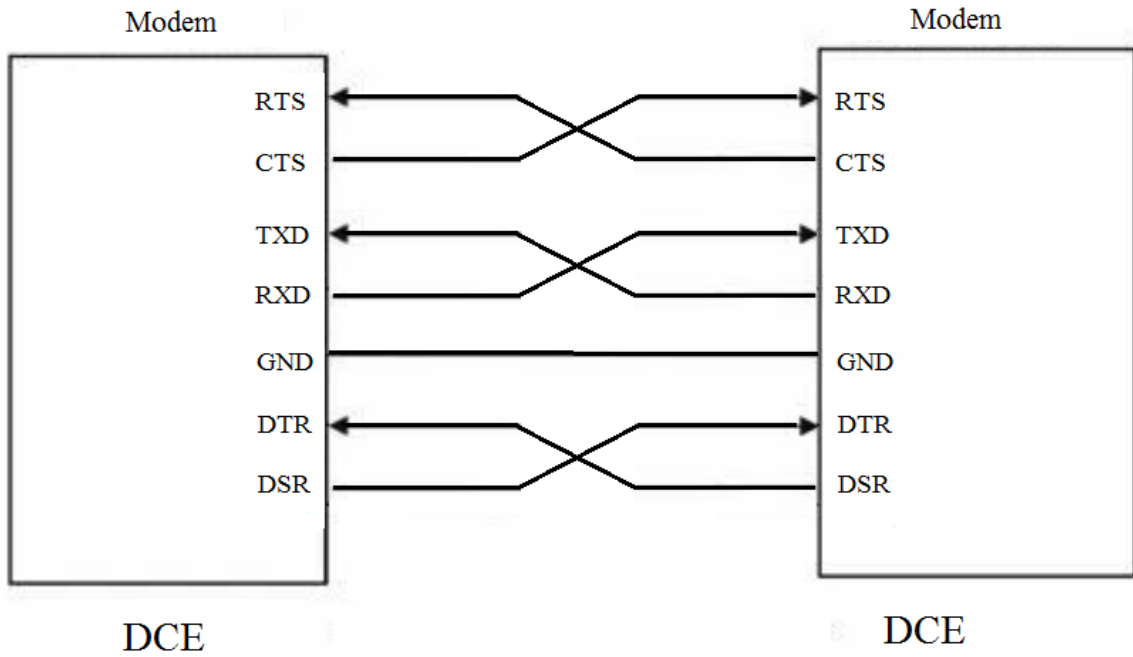 Modem
Modem
RTS
RTS
CTS
CTS
TXD
TXD
RXD
RXD
GND
GND
DTR
DTR
DSR
DSR
DCE
DCE